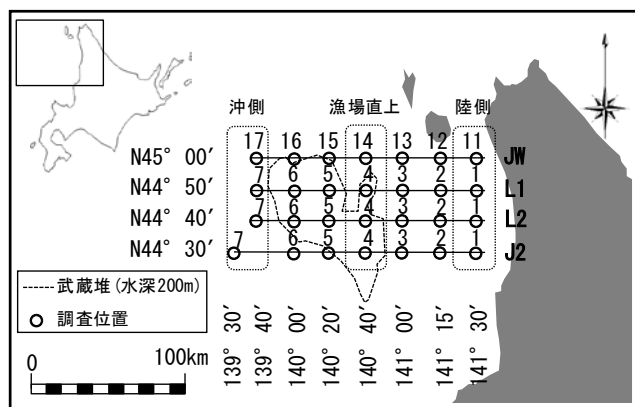 沖側 漁場直上 陸側
17 16 15 14 13 12 11
N45° 00′ JW
7 6 5 4 3 2 1
N44° 50′ L1
7 6 5 4 3 2 1
N44° 40′ L2
7 6 5 4 3 2 1
N44° 30′ J2
武蔵堆(水深200m)
調査位置
0 100km
139° 30′
139° 40′
140° 00′
140° 20′
140° 40′
141° 00′
141° 15′
141° 30′